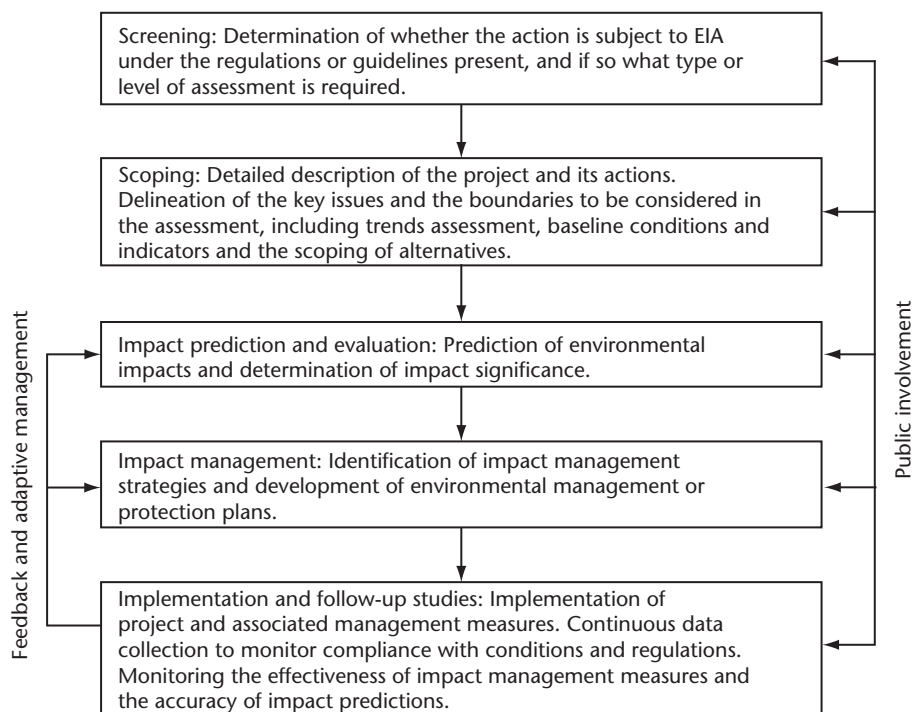 Screening: Determination of whether the action is subject to EIA
under the regulations or guidelines present, and if so what type or
level of assessment is required.
Scoping: Detailed description of the project and its actions.
Delineation of the key issues and the boundaries to be considered in
the assessment, including trends assessment, baseline conditions and
indicators and the scoping of alternatives.
Impact prediction and evaluation: Prediction of environmental
impacts and determination of impact significance.
Impact management: Identification of impact management
strategies and development of environmental management or
protection plans.
Implementation and follow-up studies: Implementation of
project and associated management measures. Continuous data
collection to monitor compliance with conditions and regulations.
Monitoring the effectiveness of impact management measures and
the accuracy of impact predictions.
Feedback and adaptive management
Public involvement